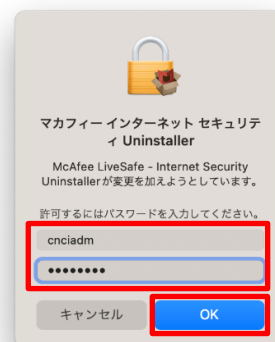 マカフィー インターネット セキュリテ
ィ Uninstaller
McAfee LiveSafe - Internet Security
Uninstallerが変更を加えようとしています。
許可するにはパスワードを入力してください。
cnciadm
••••••••
キャンセル
OK